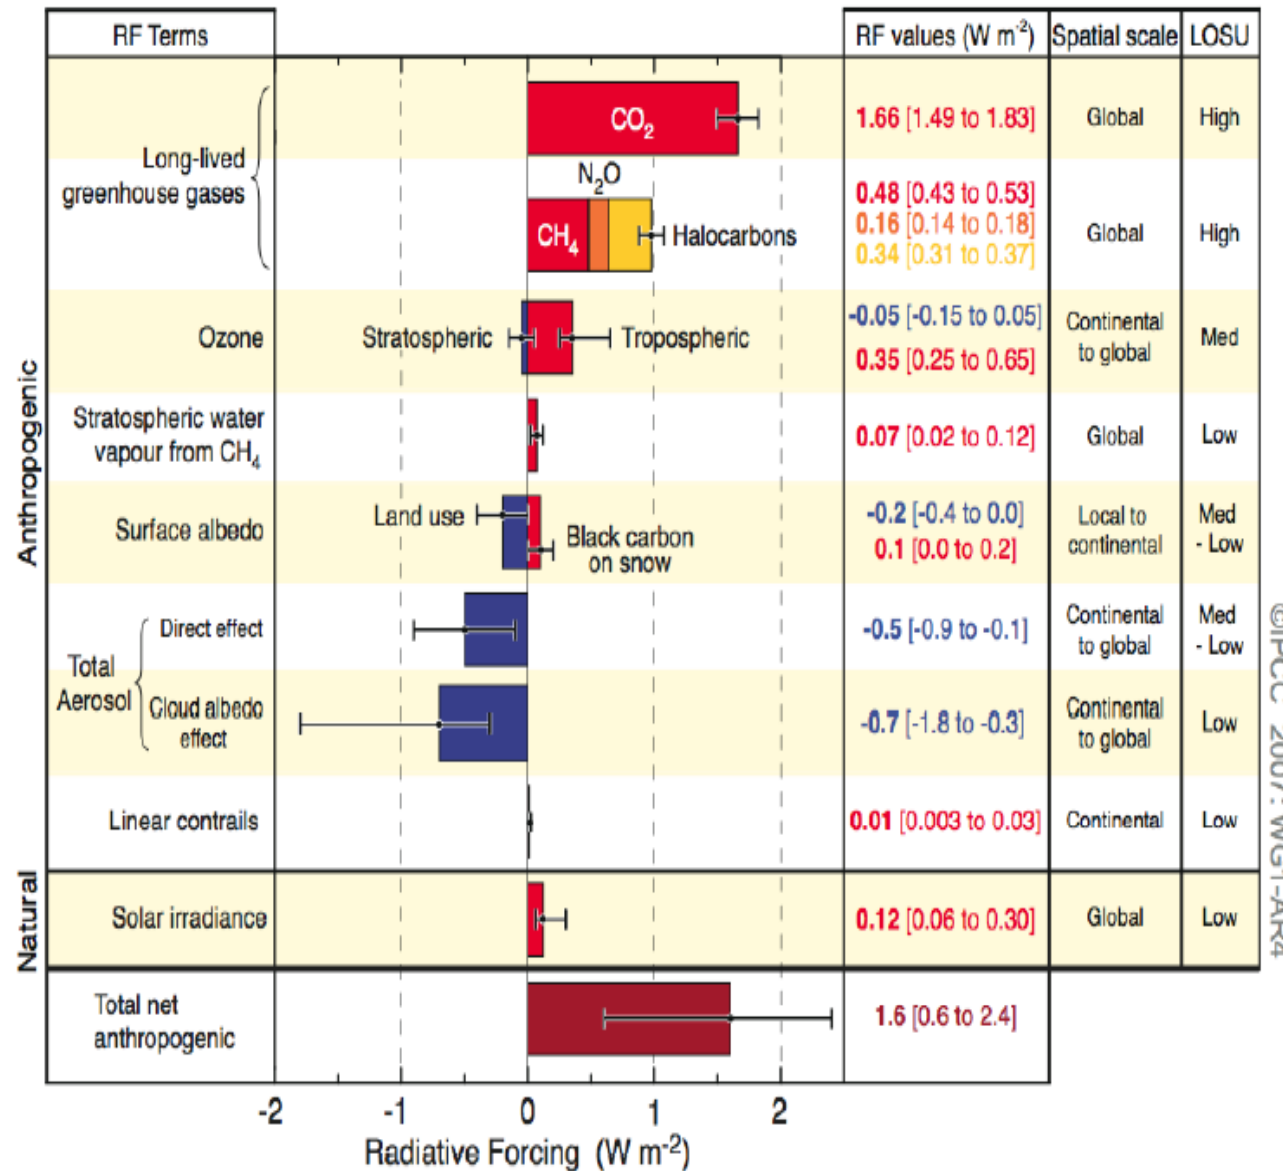 RF Terms
RF values (W m-2)
Spatial scale
LOSU
Anthropogenic
Long-lived
greenhouse gases
CO2
1.66 [1.49 to 1.83]
Global
High
N2O
CH4
Halocarbons
0.48 [0.43 to 0.53]
0.16 [0.14 to 0.18]
0.34 [0.31 to 0.37]
Global
High
Ozone
Stratospheric
Tropospheric
-0.05 [-0.15 to 0.05]
0.35 [0.25 to 0.65]
Continental
to global
Med
Stratospheric water
vapour from CH4
0.07 [0.02 to 0.12]
Global
Low
Surface albedo
Land use
Black carbon
on snow
-0.2 [-0.4 to 0.0]
0.1 [0.0 to 0.2]
Local to
continental
Med
- Low
Total
Aerosol
Direct effect
-0.5 [-0.9 to -0.1]
Continental
to global
Med
- Low
Cloud albedo
effect
-0.7 [-1.8 to -0.3]
Continental
to global
Low
Linear contrails
0.01 [0.003 to 0.03]
Continental
Low
Natural
Solar irradiance
0.12 [0.06 to 0.30]
Global
Low
Total net
anthropogenic
1.6 [0.6 to 2.4]
-2 -1 0 1 2
Radiative Forcing (W m-2)
©IPCC 2007: WG1-AR4